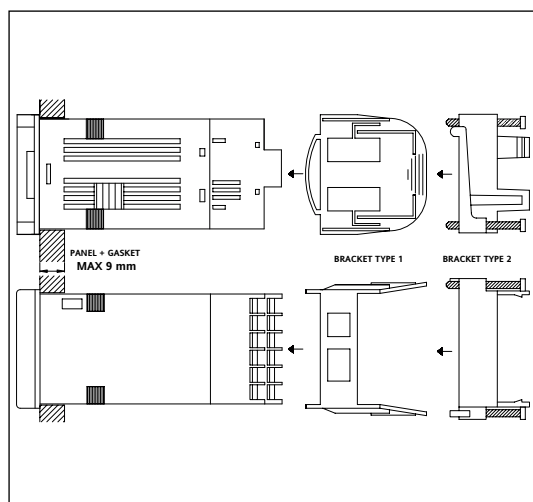 PANEL + GASKET
MAX 9 mm
BRACKET TYPE 1
BRACKET TYPE 2